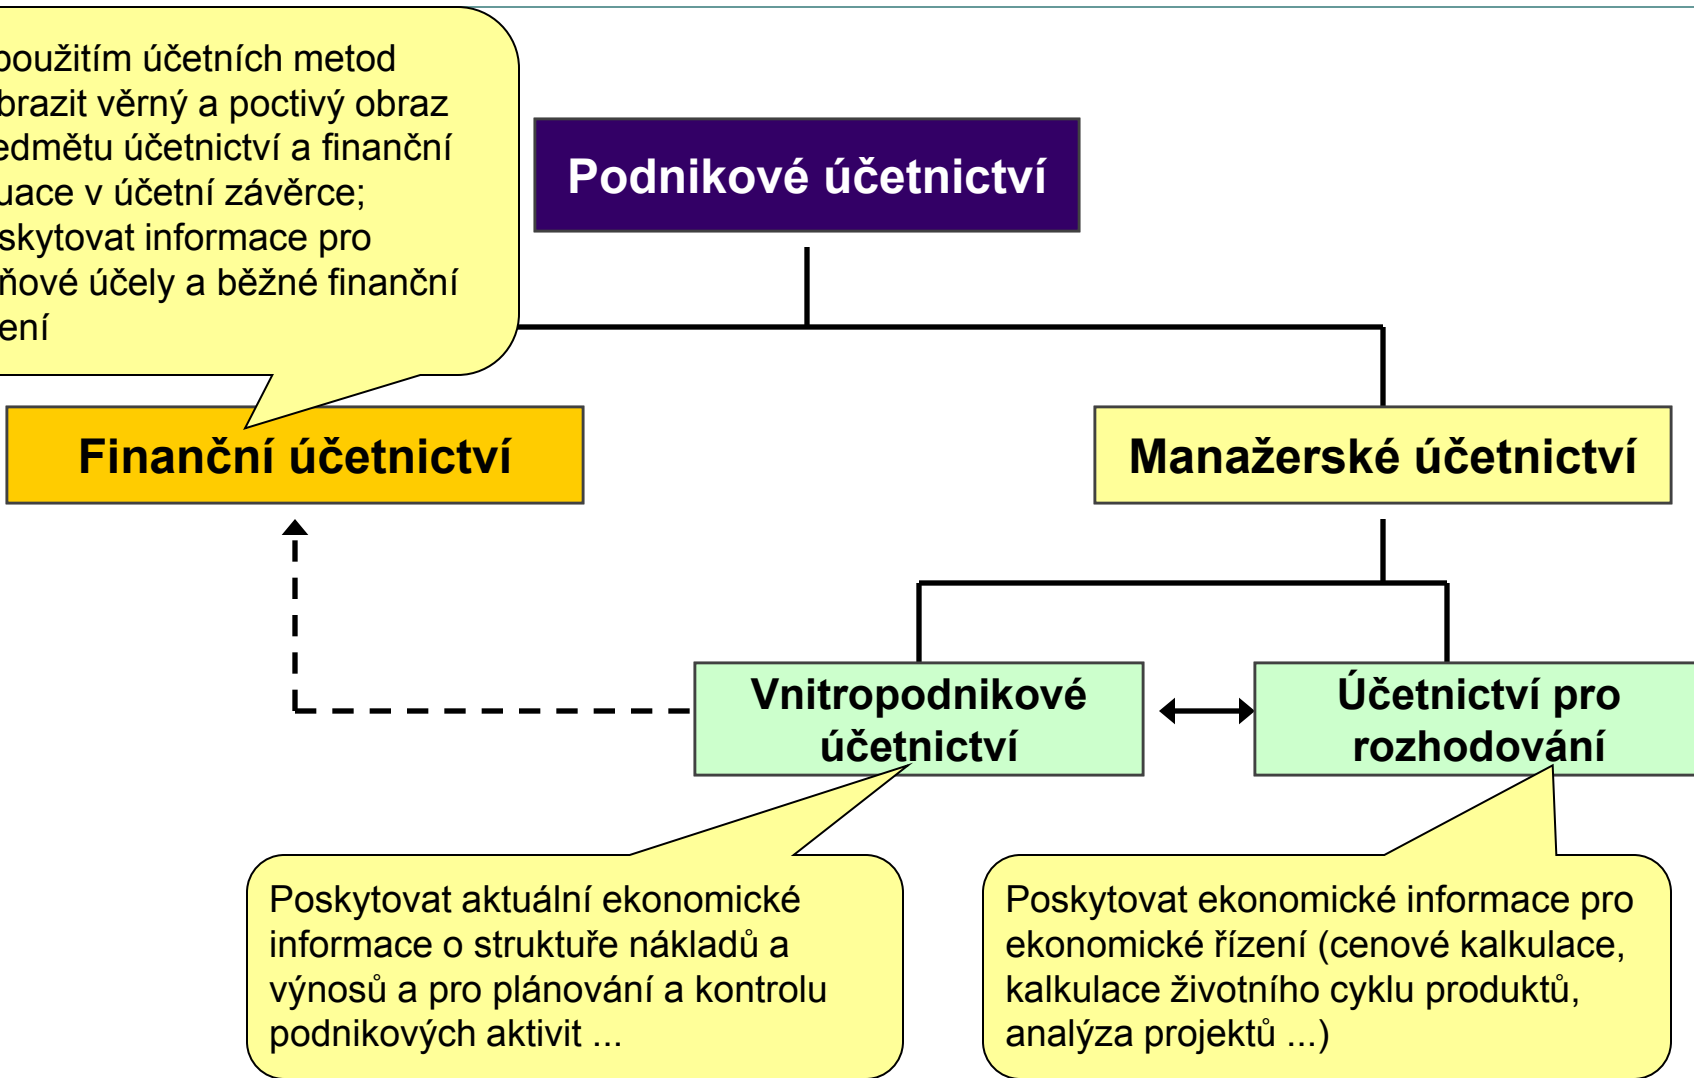 použitím účetních metod
brazit věrný a poctivý obraz
edmětu účetnictví a finanční
uace v účetní závěrce;
skytovat informace pro
ňové účely a běžné finanční
ení
Podnikové účetnictví
Finanční účetnictví
Manažerské účetnictví
Vnitropodnikové
účetnictví
Účetnictví pro
rozhodování
Poskytovat aktuální ekonomické
informace o struktuře nákladů a
výnosů a pro plánování a kontrolu
podnikových aktivit ...
Poskytovat ekonomické informace pro
ekonomické řízení (cenové kalkulace,
kalkulace životního cyklu produktů,
analýza projektů ...)